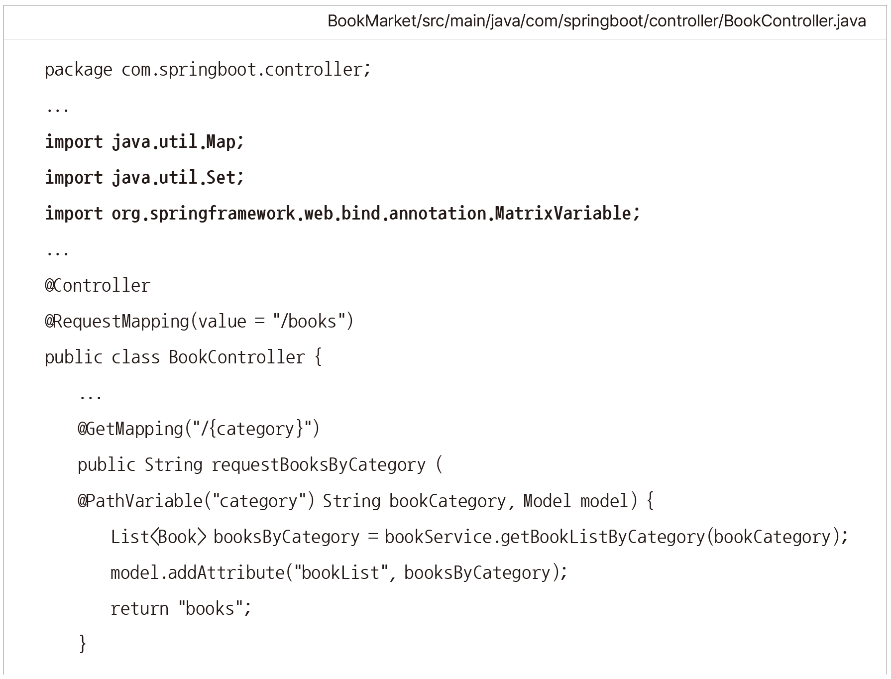 BookMarket/src/main/java/com/springboot/controller/BookController.java
package com.springboot.controller;
...
import java.util.Map;
import java.util.Set;
import org.springframework.web.bind.annotation.MatrixVariable;
...
@Controller
@RequestMapping(value = "/books")
public class BookController {
...
@GetMapping("/{category}")
public String requestBooksByCategory (
@PathVariable("category") String bookCategory, Model model) {
List<Book> booksByCategory = bookService.getBookListByCategory(bookCategory);
model.addAttribute("bookList", booksByCategory);
return "books";
}